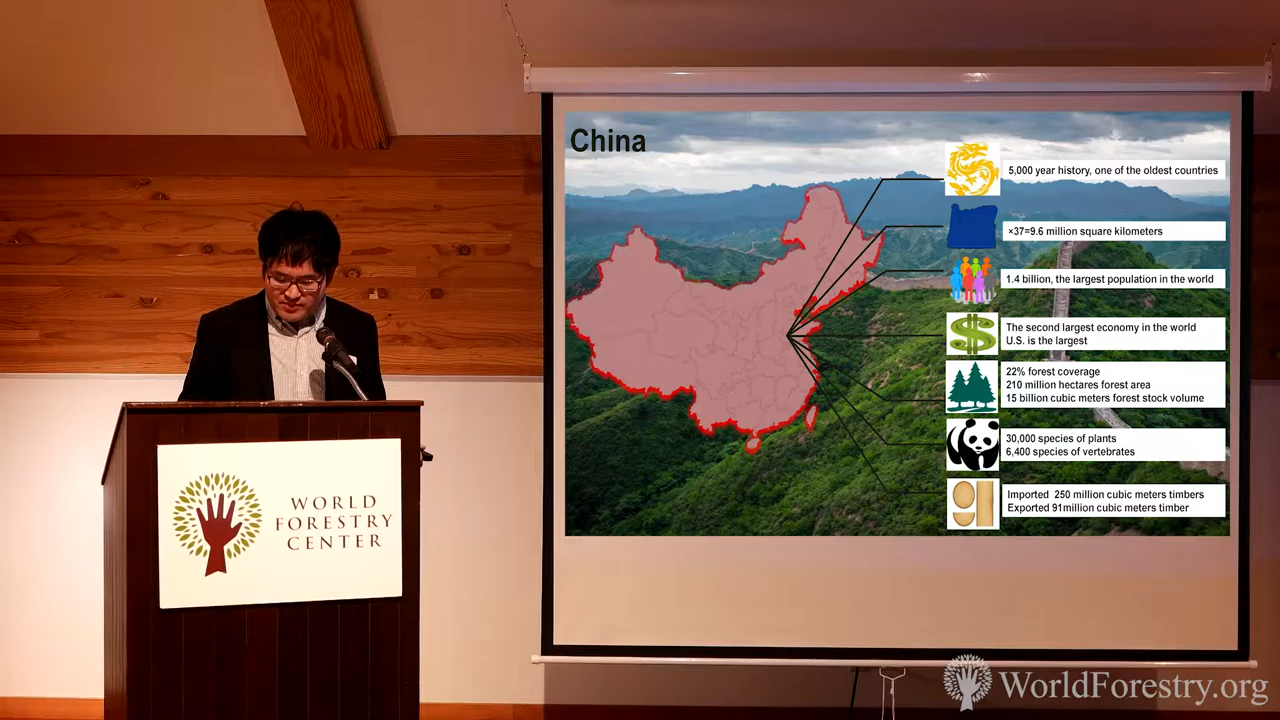 China
5,000 year history, one of the oldest countries
×37=9.6 million square kilometers
1.4 billion, the largest population in the world
The second largest economy in the world
U.S. is the largest
22% forest coverage
210 million hectares forest area
15 billion cubic meters forest stock volume
30,000 species of plants
6,400 species of vertebrates
Imported 250 million cubic meters timbers
Exported 91million cubic meters timber
WORLD
FORESTRY
CENTER
WorldForestry.org